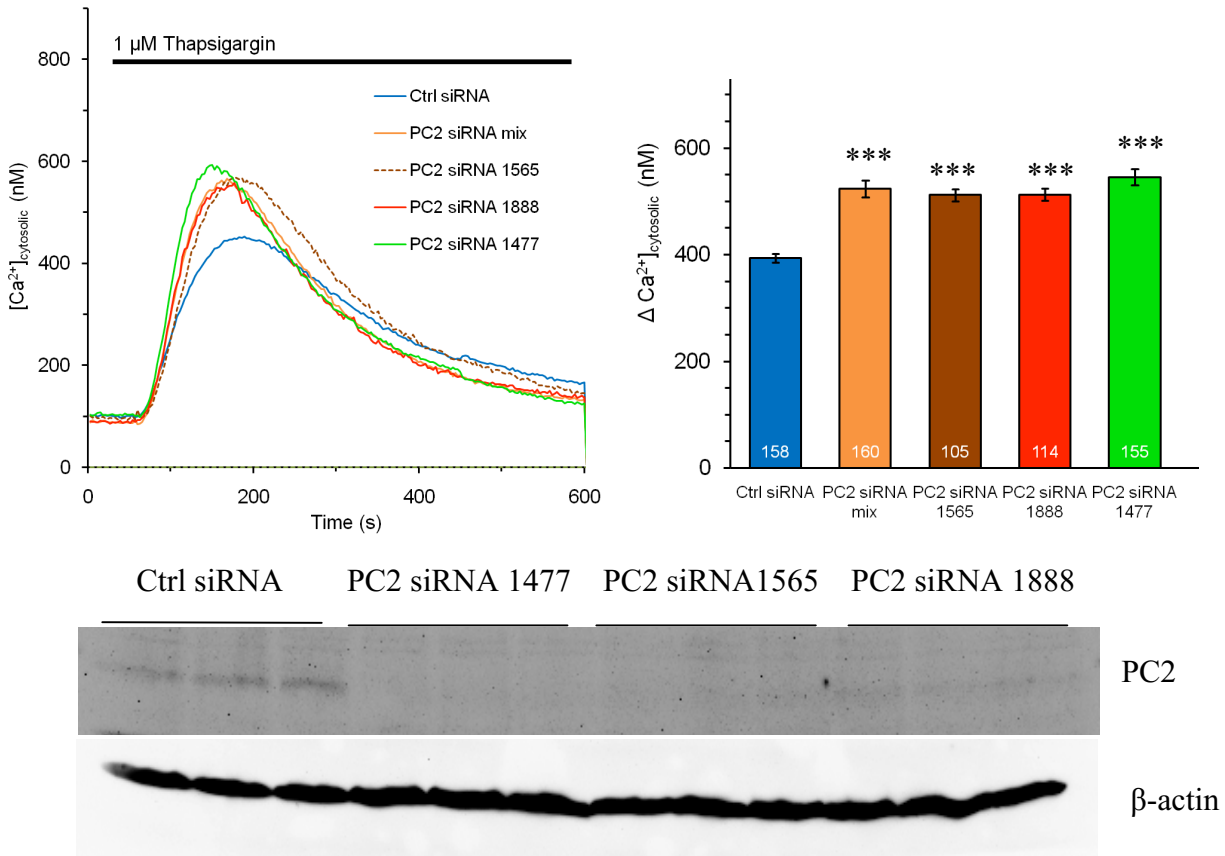 1 µM Thapsigargin
800
600
400
200
0
[Ca²⁺]cytosolic (nM)
0
200
400
600
Time (s)
Ctrl siRNA
PC2 siRNA mix
PC2 siRNA 1565
PC2 siRNA 1888
PC2 siRNA 1477
Δ Ca²⁺]cytosolic (nM)
600
400
200
0
***
***
***
***
158
160
105
114
155
Ctrl siRNA
PC2 siRNA
mix
PC2 siRNA
1565
PC2 siRNA
1888
PC2 siRNA
1477
Ctrl siRNA
PC2 siRNA 1477
PC2 siRNA1565
PC2 siRNA 1888
PC2
β-actin